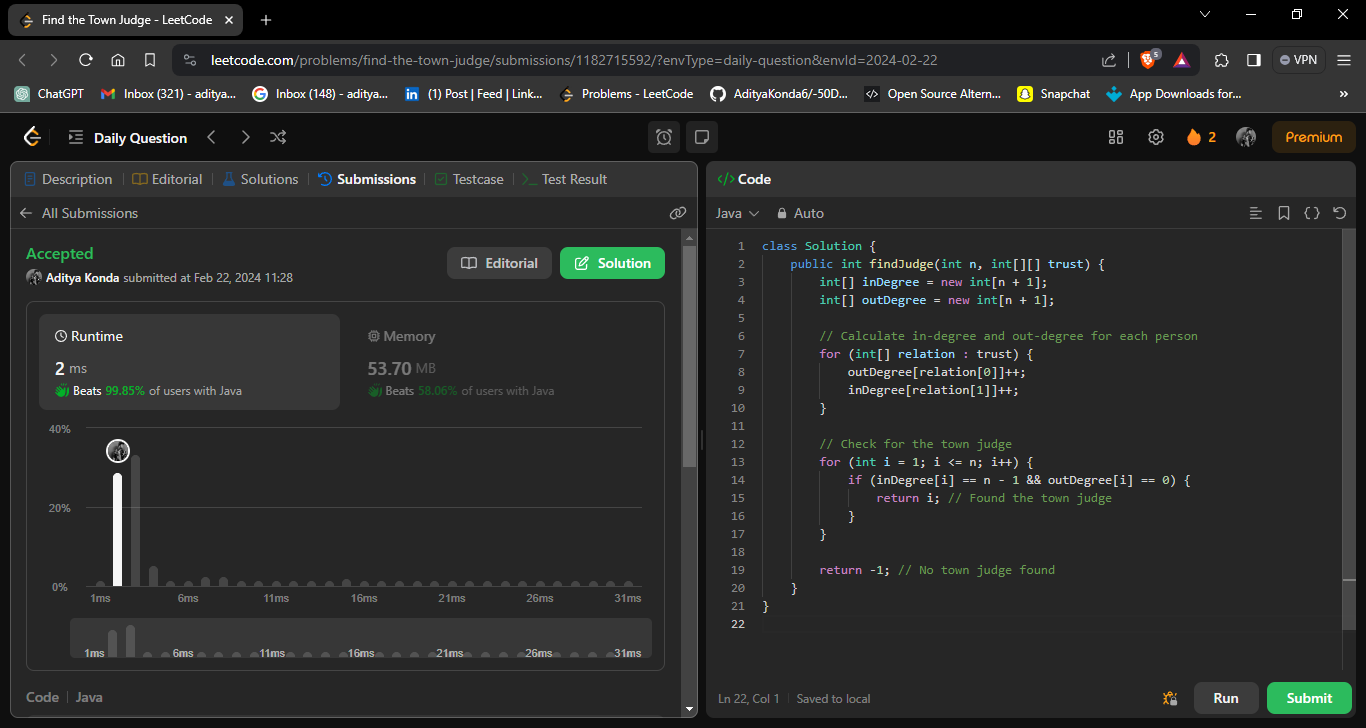 Find the Town Judge - LeetCode
leetcode.com/problems/find-the-town-judge/submissions/1182715592/?envType=daily-question&envId=2024-02-22
5
VPN
ChatGPT
Inbox (321) - aditya...
Inbox (148) - aditya...
(1) Post | Feed | Link...
Problems - LeetCode
AdityaKonda6/-50D...
Open Source Altern...
Snapchat
App Downloads for...
»
Daily Question
2
Premium
Description | Editorial | Solutions | Submissions | Testcase | Test Result
All Submissions
Accepted
Aditya Konda submitted at Feb 22, 2024 11:28
Editorial
Solution
Runtime
2 ms
Beats 99.85% of users with Java
Memory
53.70 MB
Beats 58.06% of users with Java
40%
20%
0%
1ms 6ms 11ms 16ms 21ms 26ms 31ms
1ms 6ms 11ms 16ms 21ms 26ms 31ms
Code | Java
</> Code
Java Auto
1 class Solution {
2 public int findJudge(int n, int[][] trust) {
3 int[] inDegree = new int[n + 1];
4 int[] outDegree = new int[n + 1];
5
6 // Calculate in-degree and out-degree for each person
7 for (int[] relation : trust) {
8 outDegree[relation[0]]++;
9 inDegree[relation[1]]++;
10 }
11
12 // Check for the town judge
13 for (int i = 1; i <= n; i++) {
14 if (inDegree[i] == n - 1 && outDegree[i] == 0) {
15 return i; // Found the town judge
16 }
17 }
18
19 return -1; // No town judge found
20 }
21 }
22
Ln 22, Col 1 | Saved to local
Run
Submit